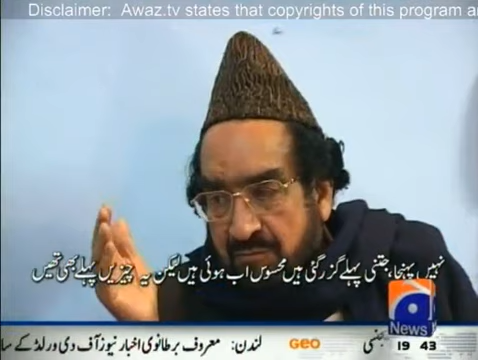 Disclaimer: Awaz.tv states that copyrights of this program a
نہیں پہنچا، جتنی پہلے گزر گئی ہیں محسوس اب ہوئی ہیں لیکن یہ چیزیں پہلے بھی تھیں
GEO
News
19 43
لندن: معروف برطانوی اخبار نیوز آف دی ورلڈ کے سا GEO